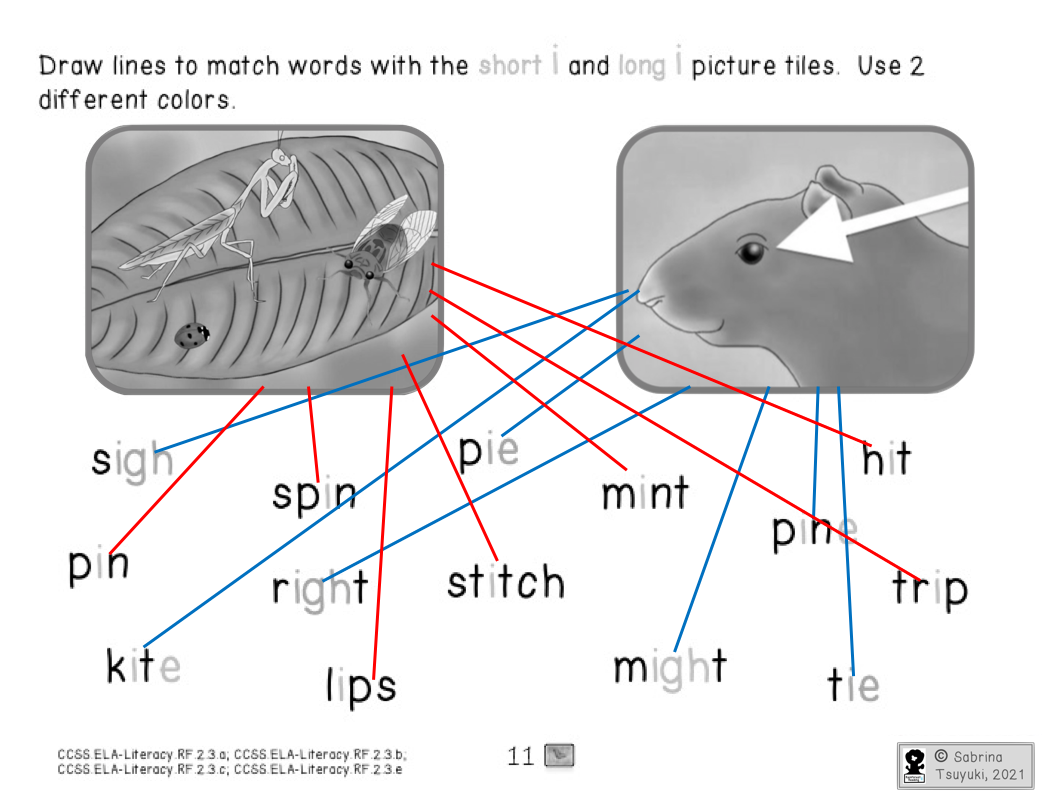 Draw lines to match words with the short i and long i picture tiles. Use 2
different colors.
sigh
pie
hit
spin
mint
pine
pin
right
stitch
trip
kite
lips
might
tie
CCSS.ELA-Literacy.RF.2.3.a; CCSS.ELA-Literacy.RF.2.3.b;
CCSS.ELA-Literacy.RF.2.3.c; CCSS.ELA-Literacy.RF.2.3.e
11
© Sabrina
Tsuyuki, 2021